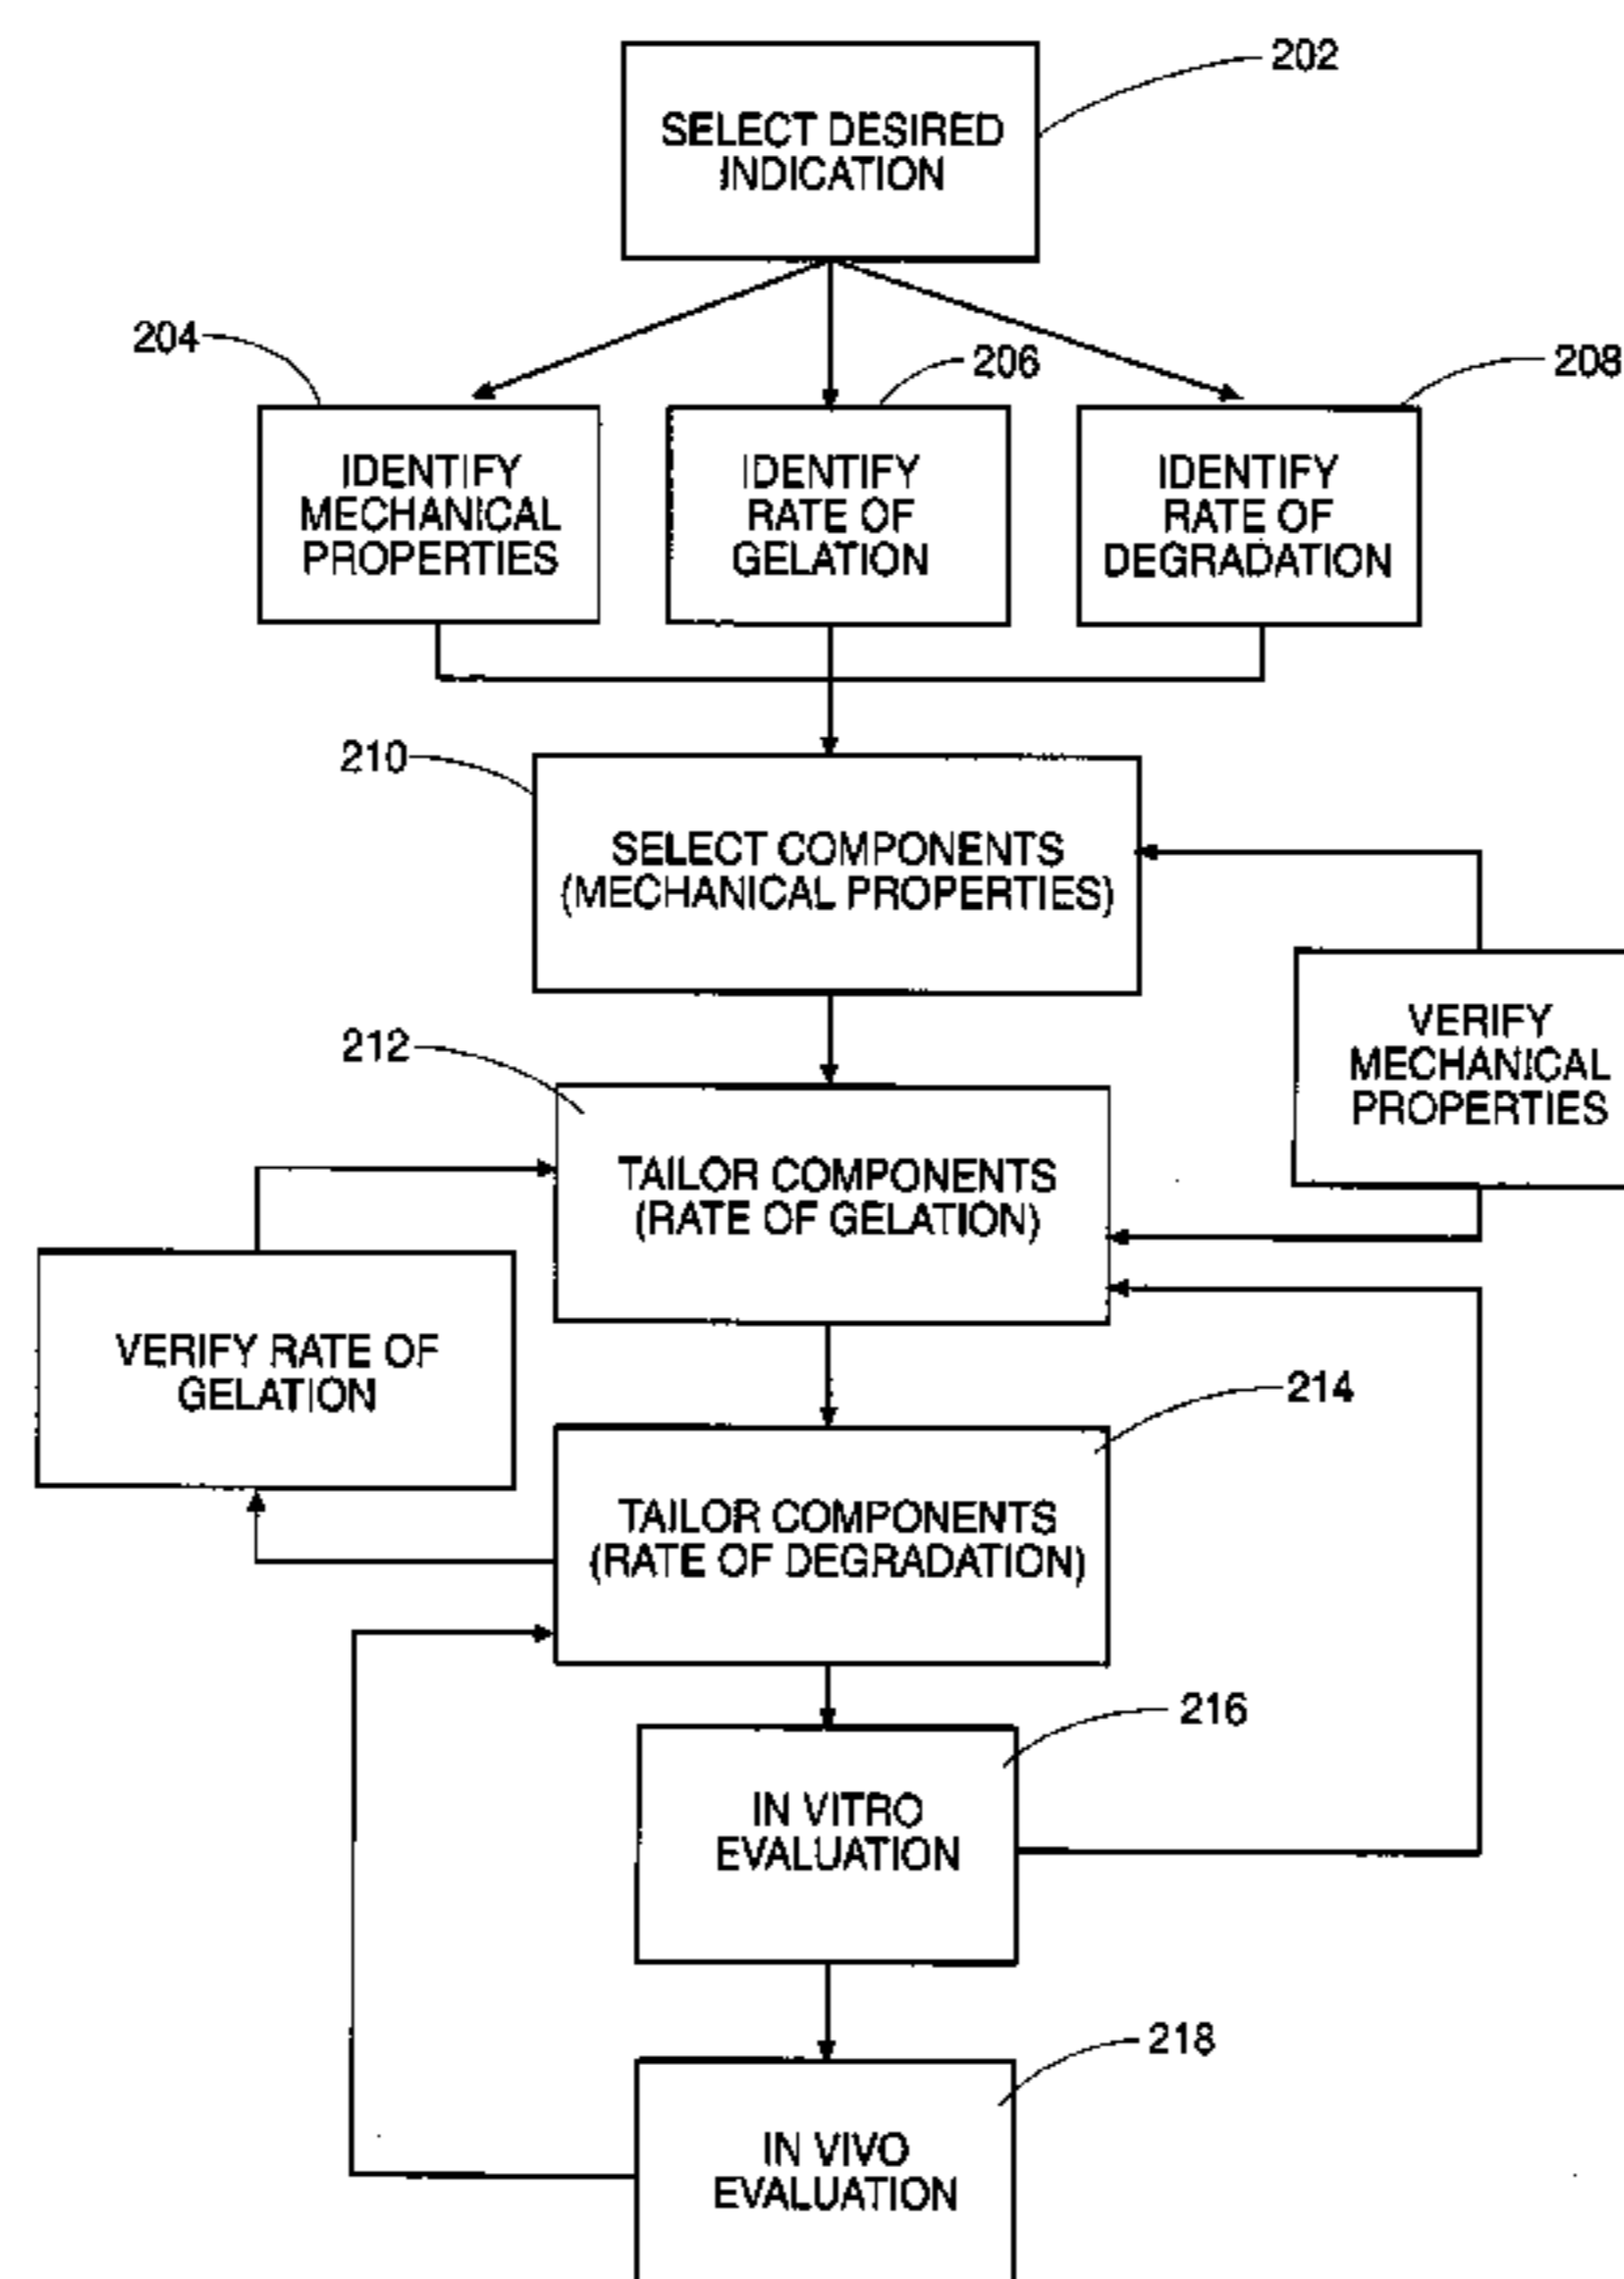 202
SELECT DESIRED
INDICATION
204
206
208
IDENTIFY
MECHANICAL
PROPERTIES
IDENTIFY
RATE OF
GELATION
IDENTIFY
RATE OF
DEGRADATION
210
SELECT COMPONENTS
(MECHANICAL PROPERTIES)
VERIFY
MECHANICAL
PROPERTIES
212
TAILOR COMPONENTS
(RATE OF GELATION)
VERIFY RATE OF
GELATION
214
TAILOR COMPONENTS
(RATE OF DEGRADATION)
216
IN VITRO
EVALUATION
218
IN VIVO
EVALUATION